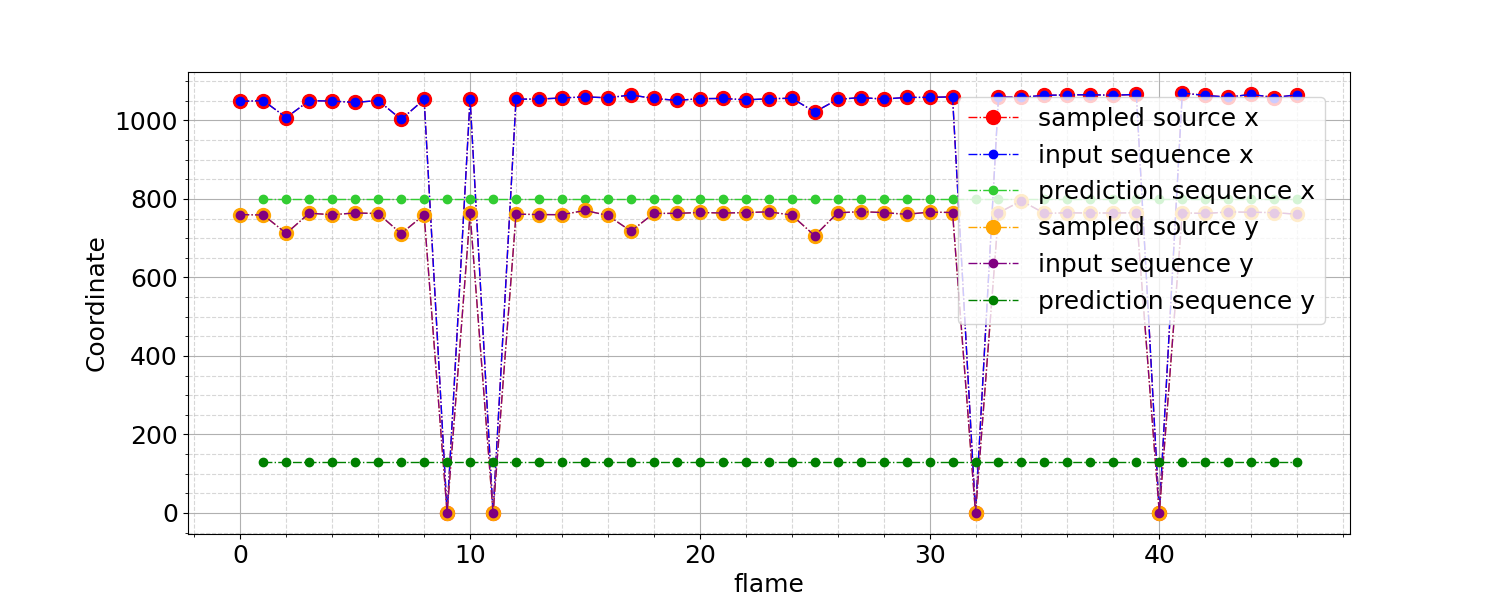 1000
800
600
400
200
0
Coordinate
sampled source x
input sequence x
prediction sequence x
sampled source y
input sequence y
prediction sequence y
0 10 20 30 40
flame